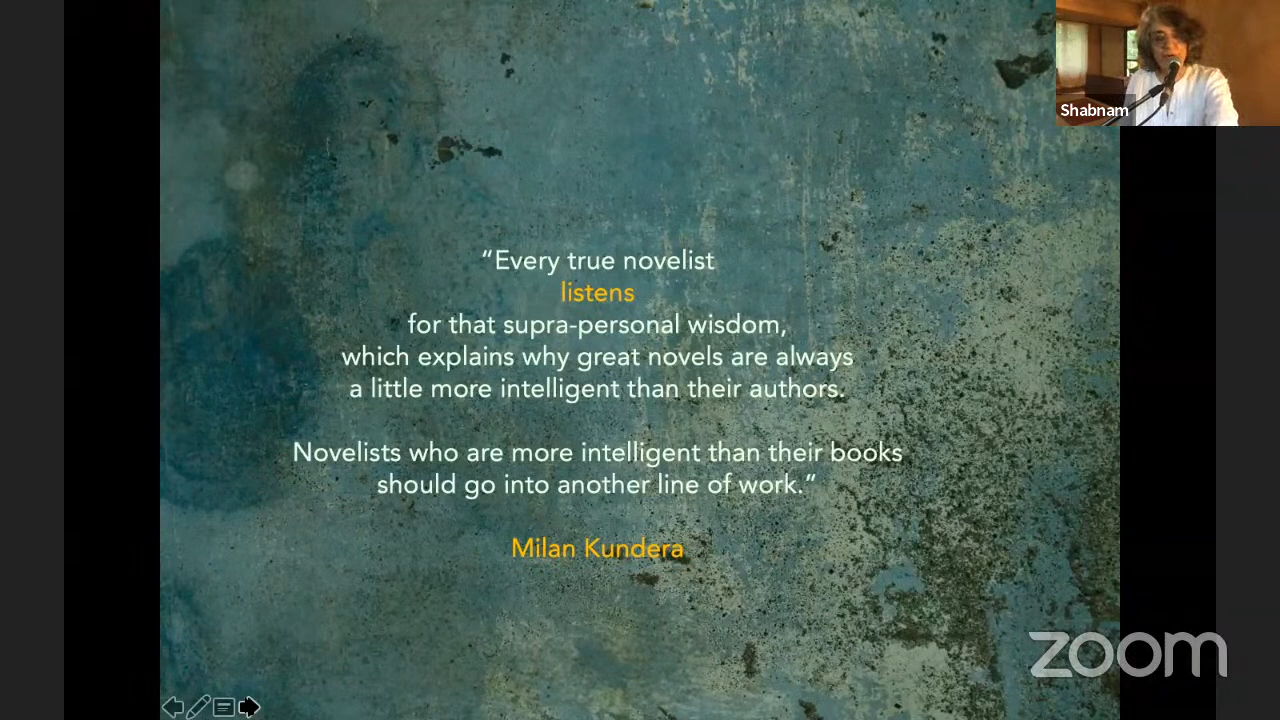 Shabnam
“Every true novelist
listens
for that supra-personal wisdom,
which explains why great novels are always
a little more intelligent than their authors.
Novelists who are more intelligent than their books
should go into another line of work.”
Milan Kundera
zoom